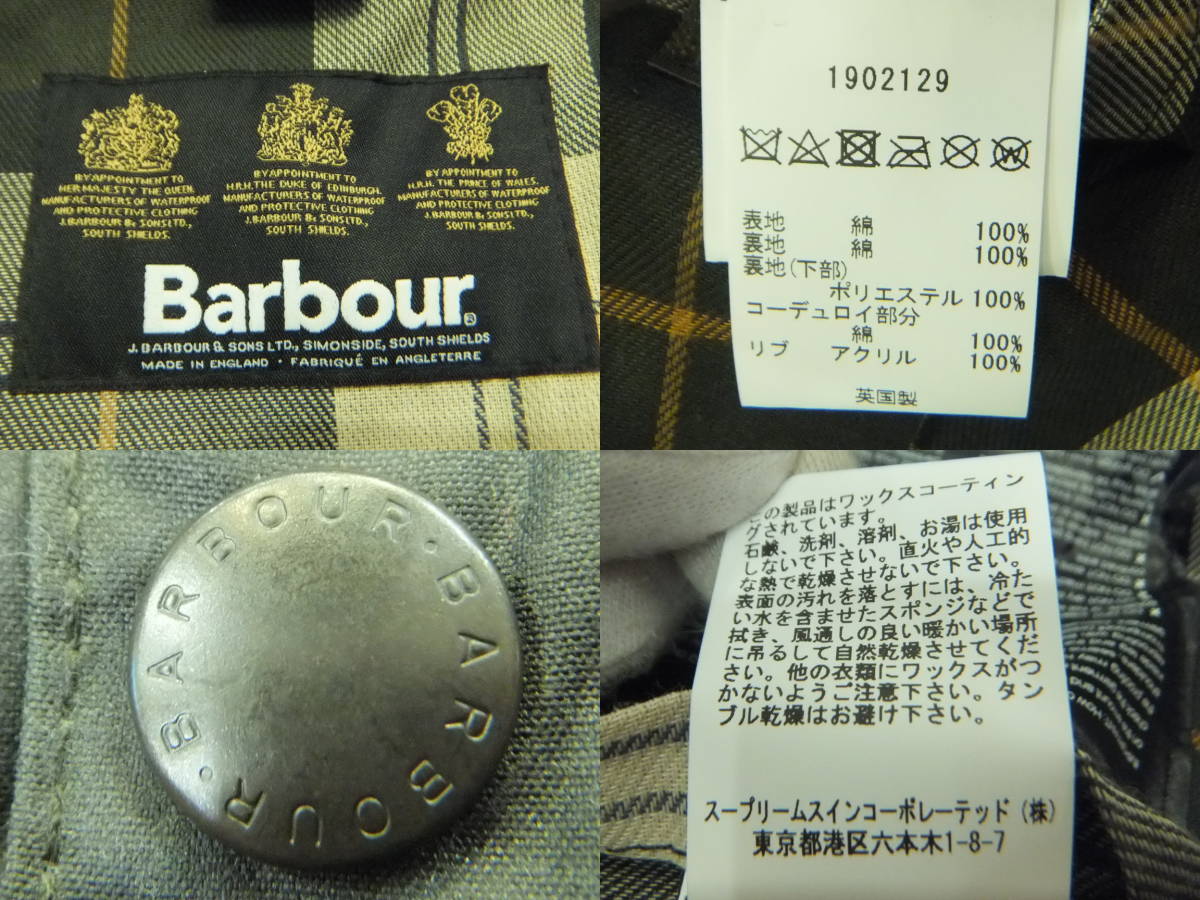 BY APPOINTMENT TO
HER MAJESTY THE QUEEN.
MANUFACTURERS OF WATERPROOF
AND PROTECTIVE CLOTHING
J.BARBOUR & SONS LTD.,
SOUTH SHIELDS.
BY APPOINTMENT TO
H.R.H. THE DUKE OF EDINBURGH.
MANUFACTURERS OF WATERPROOF
AND PROTECTIVE CLOTHING
J.BARBOUR & SONS LTD.,
SOUTH SHIELDS.
BY APPOINTMENT TO
H.R.H. THE PRINCE OF WALES.
MANUFACTURERS OF WATERPROOF
AND PROTECTIVE CLOTHING
J.BARBOUR & SONS LTD.,
SOUTH SHIELDS.
Barbour®
J. BARBOUR & SONS LTD., SIMONSIDE, SOUTH SHIELDS
MADE IN ENGLAND · FABRIQUÉ EN ANGLETERRE
1902129
表地 綿 100%
裏地 綿 100%
裏地(下部)
ポリエステル 100%
コーデュロイ部分
綿 100%
リブ アクリル 100%
英国製
BARBOUR · BARBOUR ·
この製品はワックスコーティン
グされています。
石鹸、洗剤、溶剤、お湯は使用
しないで下さい。直火や人工的
な熱で乾燥させないで下さい。
表面の汚れを落とすには、冷た
い水を含ませたスポンジなどで
拭き、風通しの良い暖かい場所
に吊るして自然乾燥させてくだ
さい。他の衣類にワックスがつ
かないようご注意下さい。タン
ブル乾燥はお避け下さい。
スープリームスインコーポレーテッド(株)
東京都港区六本木1-8-7